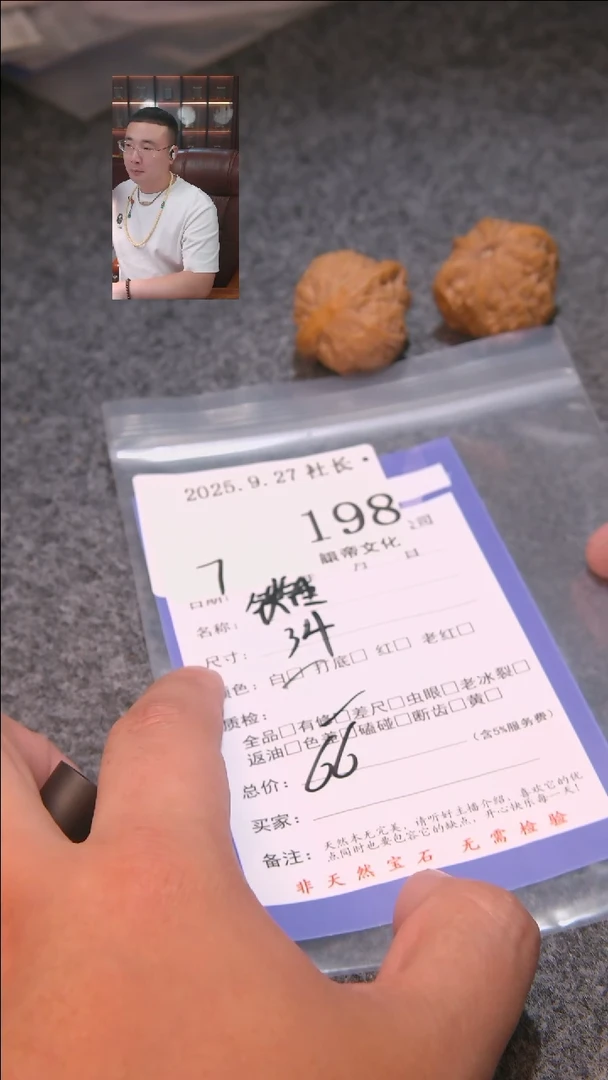 2025.9.27 社长
198
韻帝文化
7
月 日
日期:
名称:
尺寸: 34
颜色: 白□ 打底□ 红□ 老红□
质检:
全品□有修□差尺□虫眼□老冰裂□
返油□色差□磕碰□断齿□黄□
总价: 66 (含5%服务费)
买家:
备注: 天然本无完美，请听好主播介绍，喜欢它的优
点同时也要包容它的缺点，开心快乐每一天!
非天然宝石 无需检验